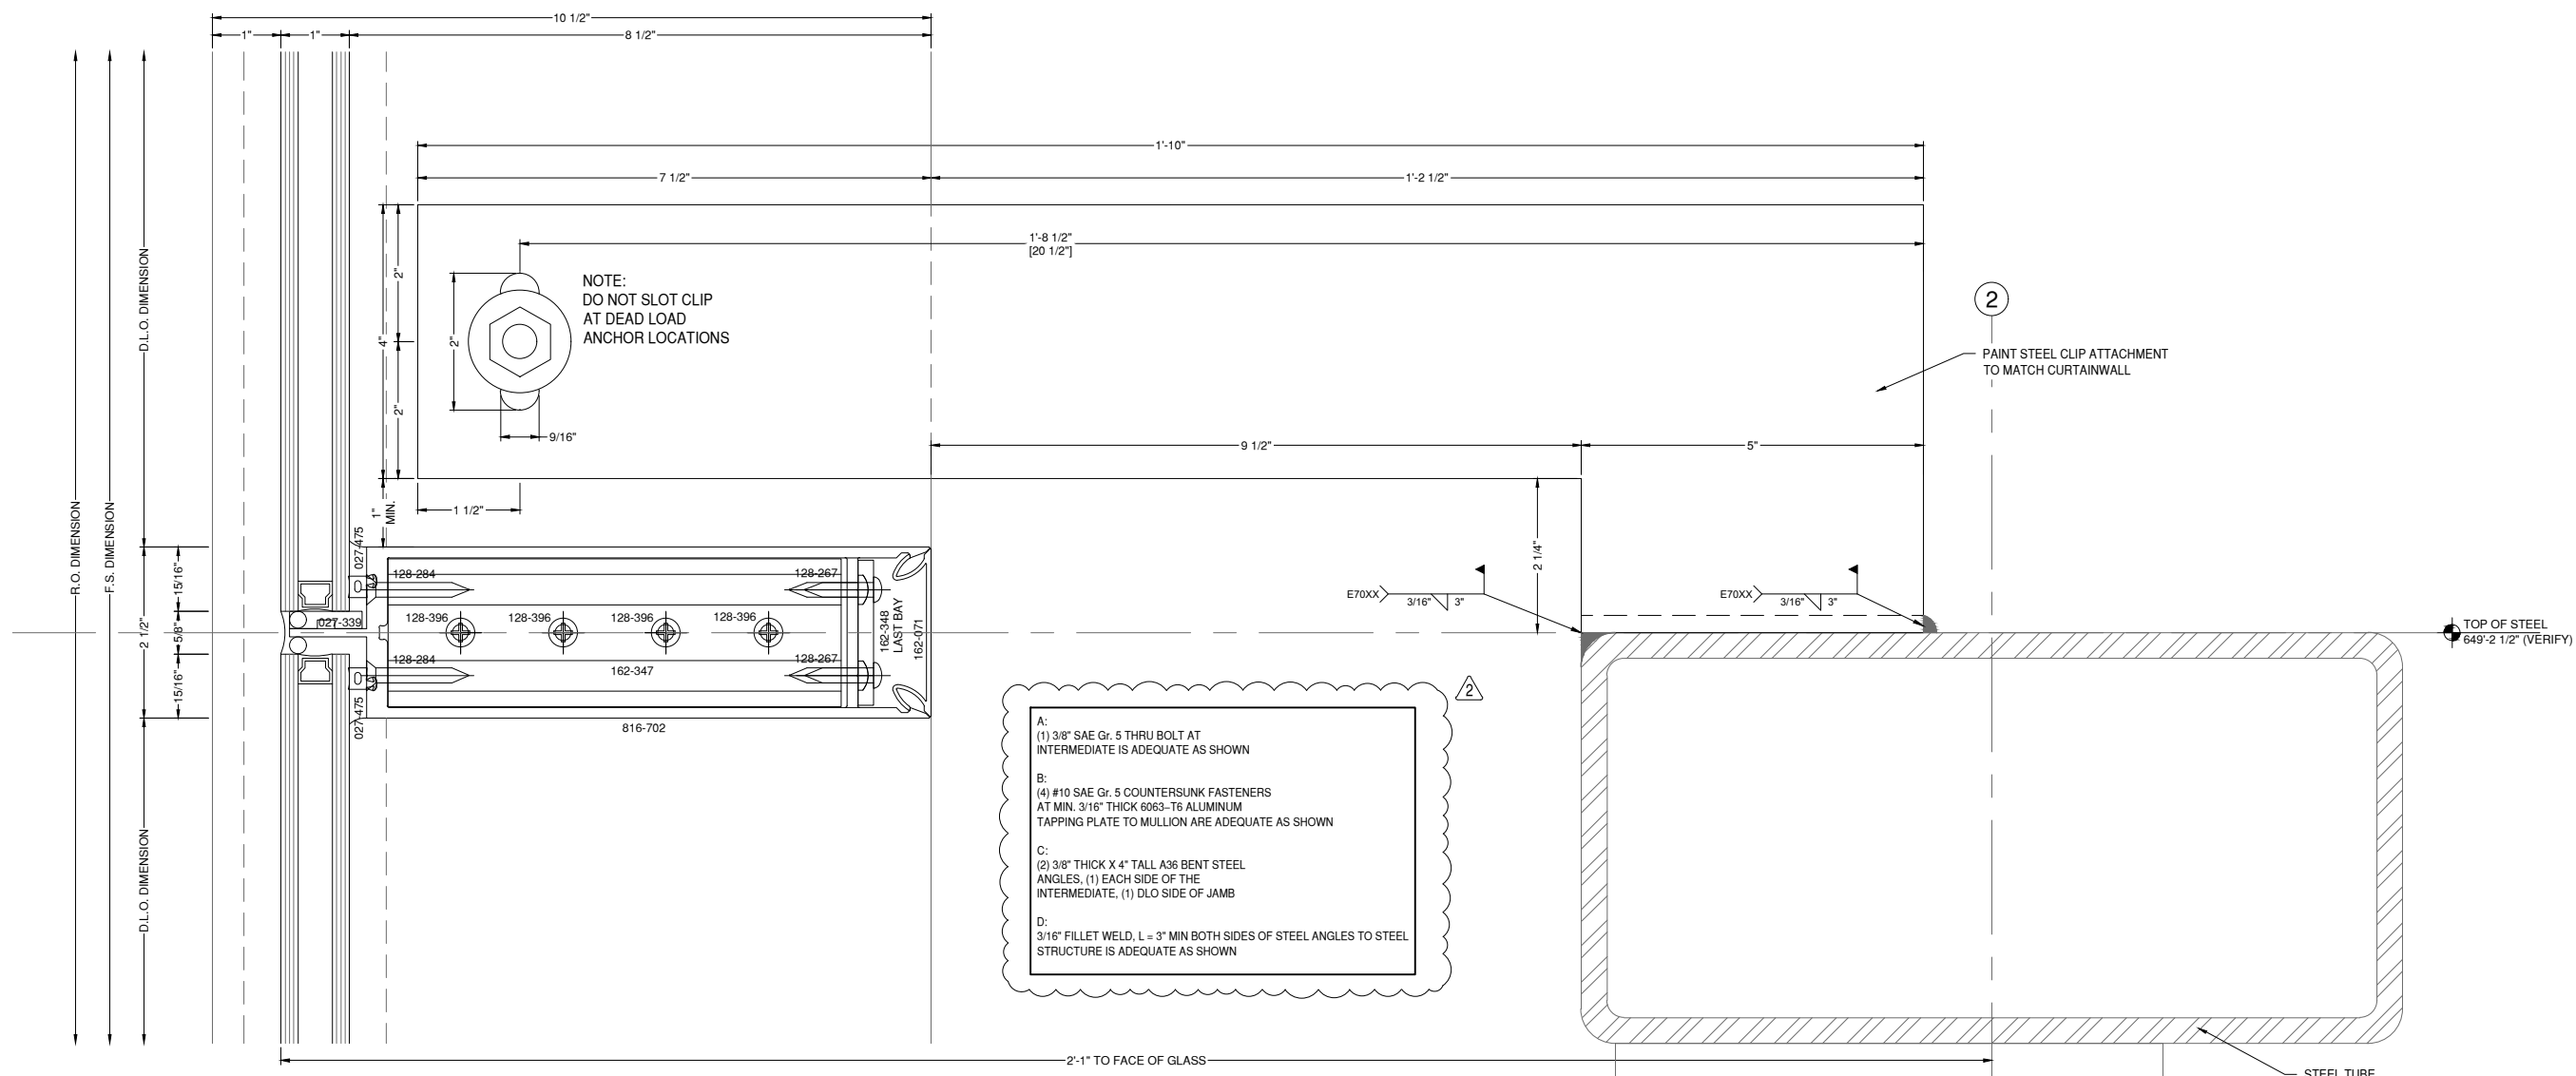 10 1/2"
1"
1"
8 1/2"
1'-10"
7 1/2"
1'-2 1/2"
1'-8 1/2"
[20 1/2"]
R.O. DIMENSION
F.S. DIMENSION
D.L.O. DIMENSION
D.L.O. DIMENSION
4"
2"
2"
2"
9/16"
NOTE:
DO NOT SLOT CLIP
AT DEAD LOAD
ANCHOR LOCATIONS
2
PAINT STEEL CLIP ATTACHMENT
TO MATCH CURTAINWALL
9 1/2"
5"
1"
MIN.
1 1/2"
2 1/4"
2 1/2"
15/16"
5/8"
15/16"
027-475
027-475
027-339
128-284
128-284
128-267
128-267
128-396
128-396
128-396
128-396
162-347
162-348
LAST BAY
162-071
816-702
E70XX
3/16"
3"
E70XX
3/16"
3"
TOP OF STEEL
649'-2 1/2" (VERIFY)
2
A:
(1) 3/8" SAE Gr. 5 THRU BOLT AT
INTERMEDIATE IS ADEQUATE AS SHOWN
B:
(4) #10 SAE Gr. 5 COUNTERSUNK FASTENERS
AT MIN. 3/16" THICK 6063-T6 ALUMINUM
TAPPING PLATE TO MULLION ARE ADEQUATE AS SHOWN
C:
(2) 3/8" THICK X 4" TALL A36 BENT STEEL
ANGLES, (1) EACH SIDE OF THE
INTERMEDIATE, (1) DLO SIDE OF JAMB
D:
3/16" FILLET WELD, L = 3" MIN BOTH SIDES OF STEEL ANGLES TO STEEL
STRUCTURE IS ADEQUATE AS SHOWN
2'-1" TO FACE OF GLASS
STEEL TUBE